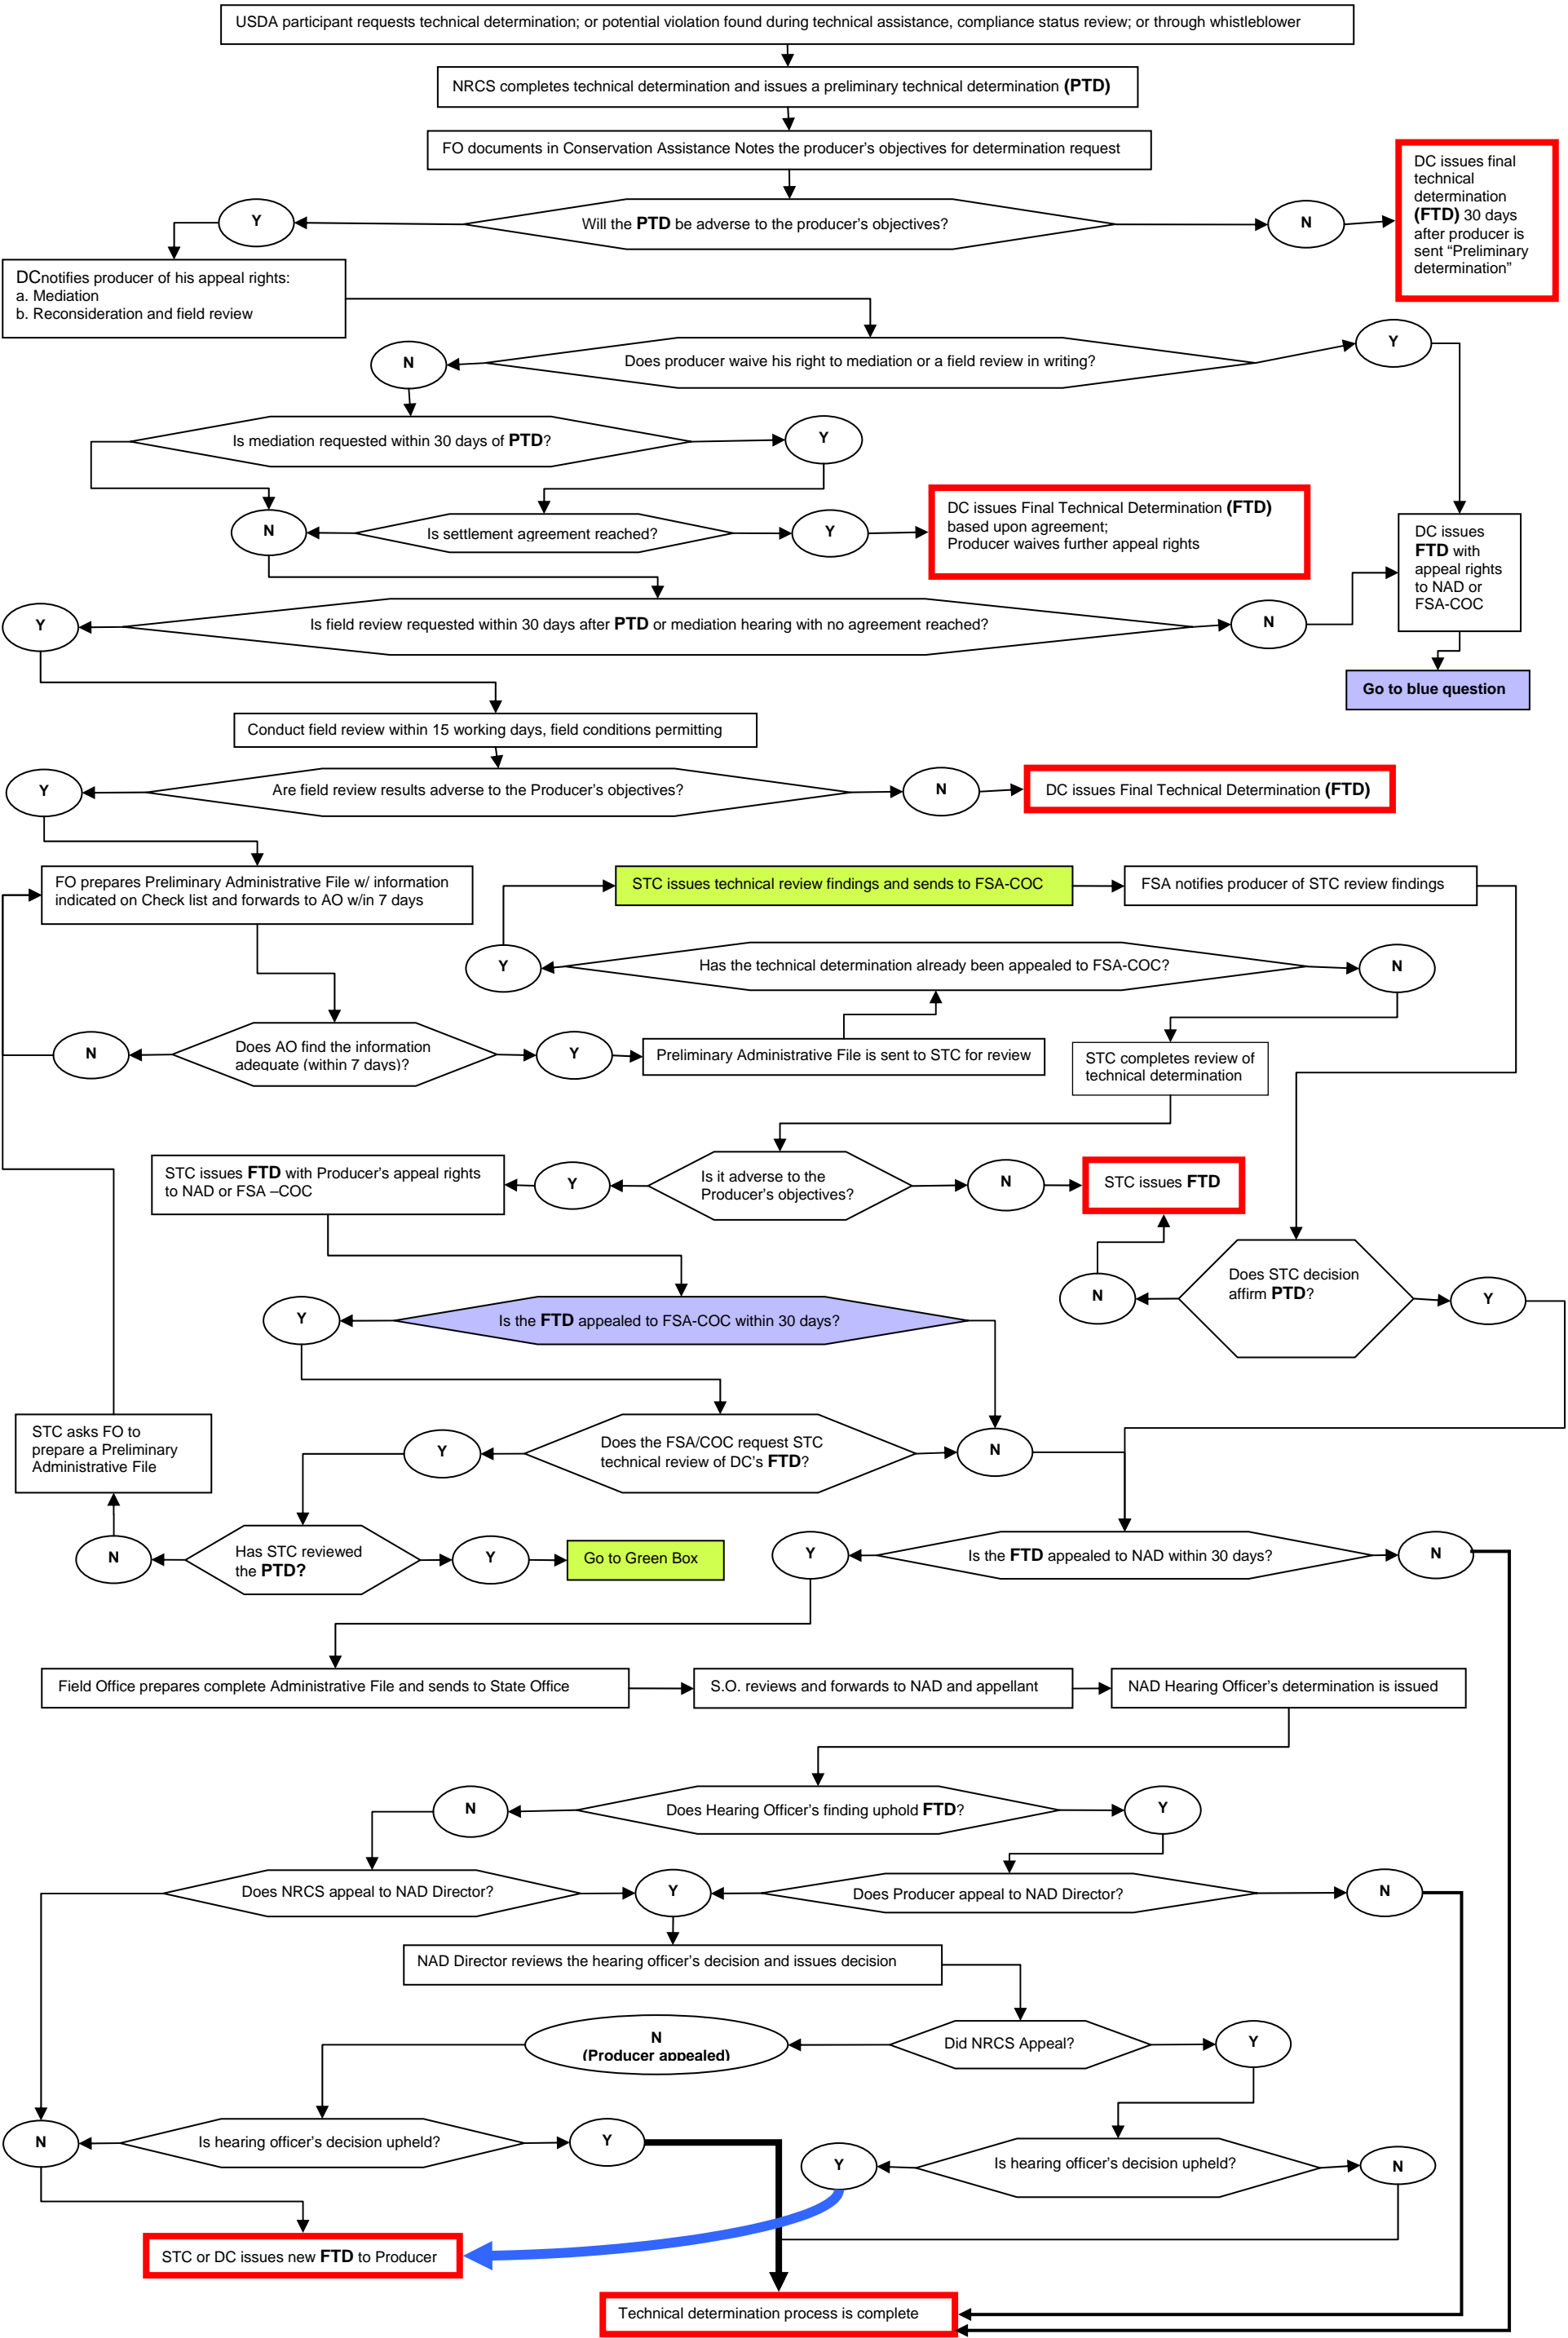 USDA participant requests technical determination; or potential violation found during technical assistance, compliance status review; or through whistleblower
NRCS completes technical determination and issues a preliminary technical determination (PTD)
FO documents in Conservation Assistance Notes the producer's objectives for determination request
DC issues final
technical
determination
(FTD) 30 days
after producer is
sent “Preliminary
determination”
Y
Will the PTD be adverse to the producer's objectives?
N
DCnotifies producer of his appeal rights:
a. Mediation
b. Reconsideration and field review
N
Does producer waive his right to mediation or a field review in writing?
Y
Is mediation requested within 30 days of PTD?
Y
N
Is settlement agreement reached?
Y
DC issues Final Technical Determination (FTD)
based upon agreement;
Producer waives further appeal rights
DC issues
FTD with
appeal rights
to NAD or
FSA-COC
Y
Is field review requested within 30 days after PTD or mediation hearing with no agreement reached?
N
Go to blue question
Conduct field review within 15 working days, field conditions permitting
Y
Are field review results adverse to the Producer's objectives?
N
DC issues Final Technical Determination (FTD)
FO prepares Preliminary Administrative File w/ information
indicated on Check list and forwards to AO w/in 7 days
STC issues technical review findings and sends to FSA-COC
FSA notifies producer of STC review findings
Y
Has the technical determination already been appealed to FSA-COC?
N
N
Does AO find the information
adequate (within 7 days)?
Y
Preliminary Administrative File is sent to STC for review
STC completes review of
technical determination
STC issues FTD with Producer's appeal rights
to NAD or FSA –COC
Y
Is it adverse to the
Producer's objectives?
N
STC issues FTD
N
Does STC decision
affirm PTD?
Y
Y
Is the FTD appealed to FSA-COC within 30 days?
STC asks FO to
prepare a Preliminary
Administrative File
Y
Does the FSA/COC request STC
technical review of DC's FTD?
N
N
Has STC reviewed
the PTD?
Y
Go to Green Box
Y
Is the FTD appealed to NAD within 30 days?
N
Field Office prepares complete Administrative File and sends to State Office
S.O. reviews and forwards to NAD and appellant
NAD Hearing Officer's determination is issued
N
Does Hearing Officer's finding uphold FTD?
Y
Does NRCS appeal to NAD Director?
Y
Does Producer appeal to NAD Director?
N
NAD Director reviews the hearing officer's decision and issues decision
N
(Producer appealed)
Did NRCS Appeal?
Y
N
Is hearing officer's decision upheld?
Y
Y
Is hearing officer's decision upheld?
N
STC or DC issues new FTD to Producer
Technical determination process is complete